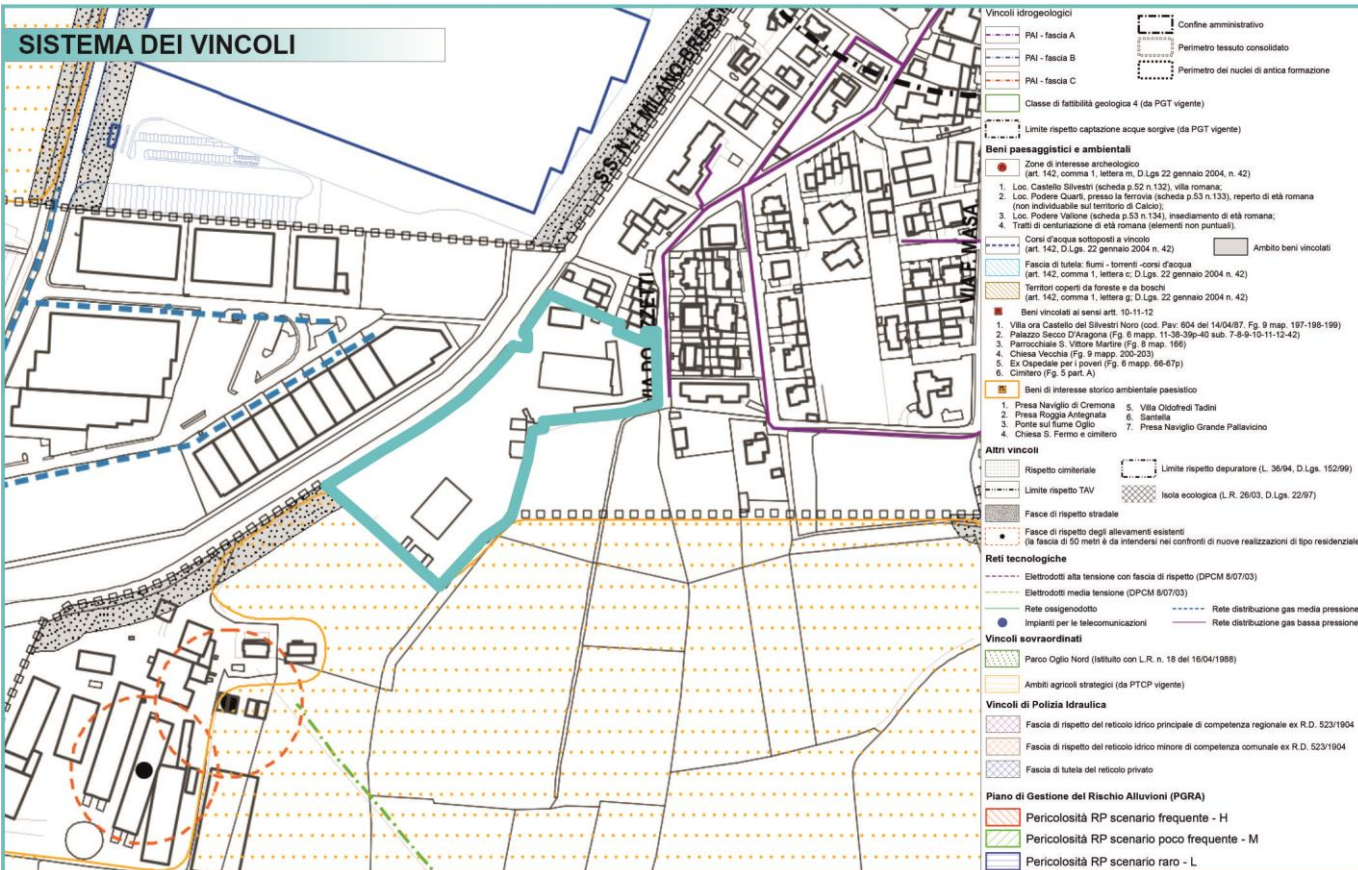 SISTEMA DEI VINCOLI
S.S. N.11 MILANO-BRESC
VIA F. MASA
Vincoli idrogeologici
PAI - fascia A
PAI - fascia B
PAI - fascia C
Classe di fattibilità geologica 4 (da PGT vigente)
Limite rispetto captazione acque sorgive (da PGT vigente)
Confine amministrativo
Perimetro tessuto consolidato
Perimetro dei nuclei di antica formazione
Beni paesaggistici e ambientali
n
Zone di interesse archeologico
(art. 142, comma 1, lettera m, D.Lgs 22 gennaio 2004, n. 42)
1. Loc. Castello Silvestri (scheda p.52 n.132), villa romana;
2. Loc. Podere Quarti, presso la ferrovia (scheda p.53 n.133), reperto di età romana
(non individuabile sul territorio di Calcio);
3. Loc. Podere Vallone (scheda p.53 n.134), insediamento di età romana;
4. Tratti di centuriazione di età romana (elementi non puntuali).
Corsi d'acqua sottoposti a vincolo
(art. 142, D.Lgs. 22 gennaio 2004 n. 42)
Ambito beni vincolati
Fascia di tutela: fiumi - torrenti -corsi d'acqua
(art. 142, comma 1, lettera c; D.Lgs. 22 gennaio 2004 n. 42)
Territori coperti da foreste e da boschi
(art. 142, comma 1, lettera g; D.Lgs. 22 gennaio 2004 n. 42)
n
Beni vincolati ai sensi artt. 10-11-12
1. Villa ora Castello del Silvestri Noro (cod. Pav: 604 del 14/04/87. Fg. 9 map. 197-198-199)
2. Palazzo Secco D'Aragona (Fg. 6 mapp. 11-38-39p-40 sub. 7-8-9-10-11-12-42)
3. Parrocchiale S. Vittore Martire (Fg. 8 map. 166)
4. Chiesa Vecchia (Fg. 9 mapp. 200-203)
5. Ex Ospedale per i poveri (Fg. 6 mapp. 66-67p)
6. Cimitero (Fg. 5 part. A)
n
Beni di interesse storico ambientale paesistico
1. Presa Naviglio di Cremona
2. Presa Roggia Antegnata
3. Ponte sul fiume Oglio
4. Chiesa S. Fermo e cimitero
5. Villa Oldofredi Tadini
6. Santella
7. Presa Naviglio Grande Pallavicino
Altri vincoli
Rispetto cimiteriale
Limite rispetto depuratore (L. 36/94, D.Lgs. 152/99)
Limite rispetto TAV
Isola ecologica (L.R. 26/03, D.Lgs. 22/97)
Fasce di rispetto stradale
Fasce di rispetto degli allevamenti esistenti
(la fascia di 50 metri è da intendersi nei confronti di nuove realizzazioni di tipo residenziale
Reti tecnologiche
Elettrodotti alta tensione con fascia di rispetto (DPCM 8/07/03)
Elettrodotti media tensione (DPCM 8/07/03)
Rete ossigenodotto
Rete distribuzione gas media pressione
Impianti per le telecomunicazioni
Rete distribuzione gas bassa pressione
Vincoli sovraordinati
Parco Oglio Nord (Istituito con L.R. n. 18 del 16/04/1988)
Ambiti agricoli strategici (da PTCP vigente)
Vincoli di Polizia Idraulica
Fascia di rispetto del reticolo idrico principale di competenza regionale ex R.D. 523/1904
Fascia di rispetto del reticolo idrico minore di competenza comunale ex R.D. 523/1904
Fascia di tutela del reticolo privato
Piano di Gestione del Rischio Alluvioni (PGRA)
Pericolosità RP scenario frequente - H
Pericolosità RP scenario poco frequente - M
Pericolosità RP scenario raro - L